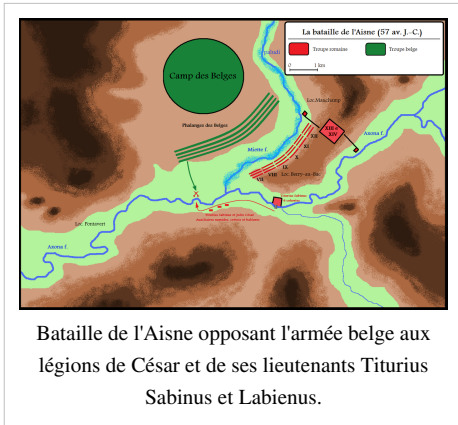 La bataille de l'Aisne (57 av. J.-C.)
Troupe romaine
Troupe belge
0 1 km
palud
Camp des Belges
Loc. Mauchamp
XIII e
XIV
Axona f.
Phalanges des Belges
XII
XI
Miette f.
X
IX
VIII
VII
Loc. Berry-au-Bac
Loc. Pontavert
Axona f.
Bataille de l'Aisne opposant l'armée belge aux
légions de César et de ses lieutenants Titurius
Sabinus et Labienus.